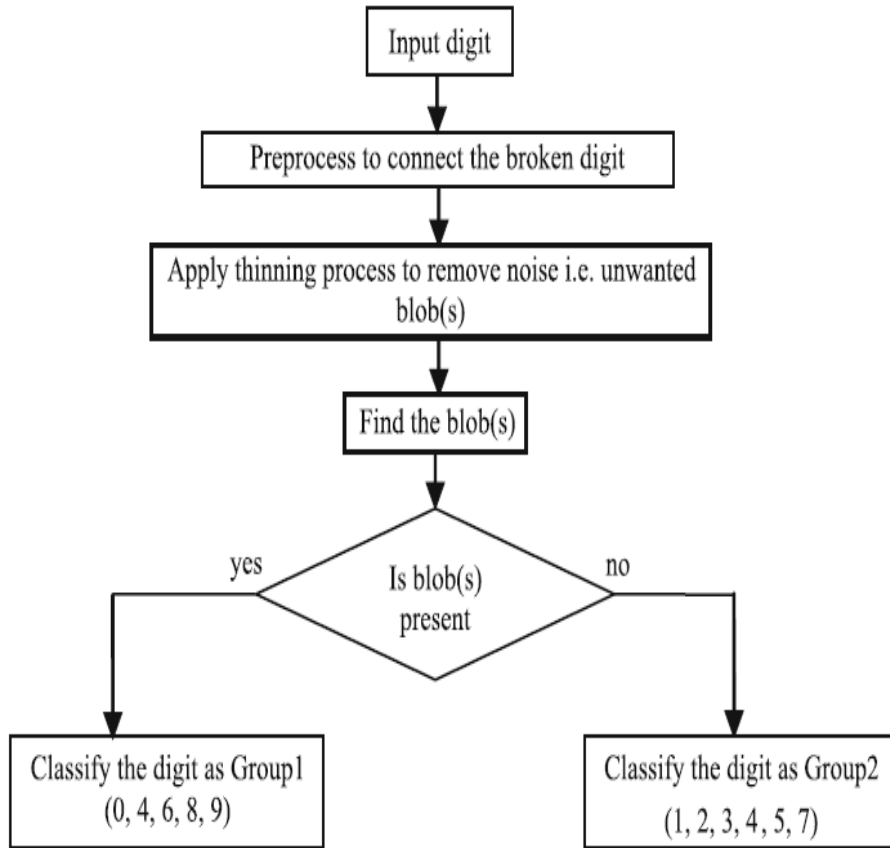 Input digit
Preprocess to connect the broken digit
Apply thinning process to remove noise i.e. unwanted
blob(s)
Find the blob(s)
yes
no
Is blob(s)
present
Classify the digit as Group1
(0, 4, 6, 8, 9)
Classify the digit as Group2
(1, 2, 3, 4, 5, 7)